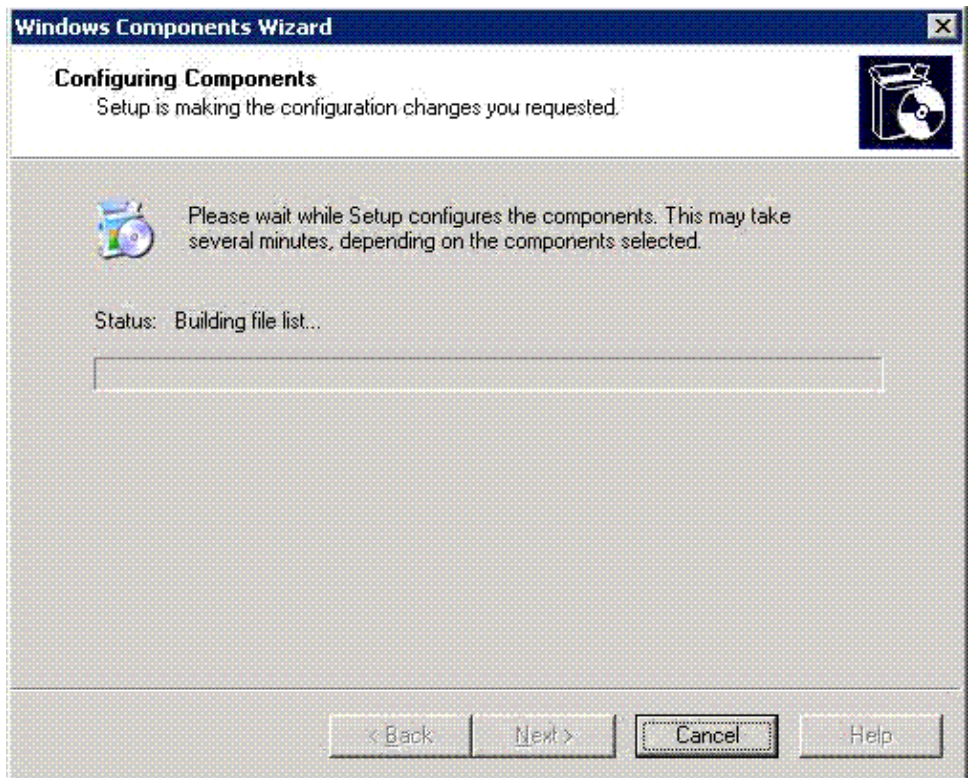 Windows Components Wizard
Configuring Components
Setup is making the configuration changes you requested.
Please wait while Setup configures the components. This may take
several minutes, depending on the components selected.
Status: Building file list...
< Back Next > Cancel Help